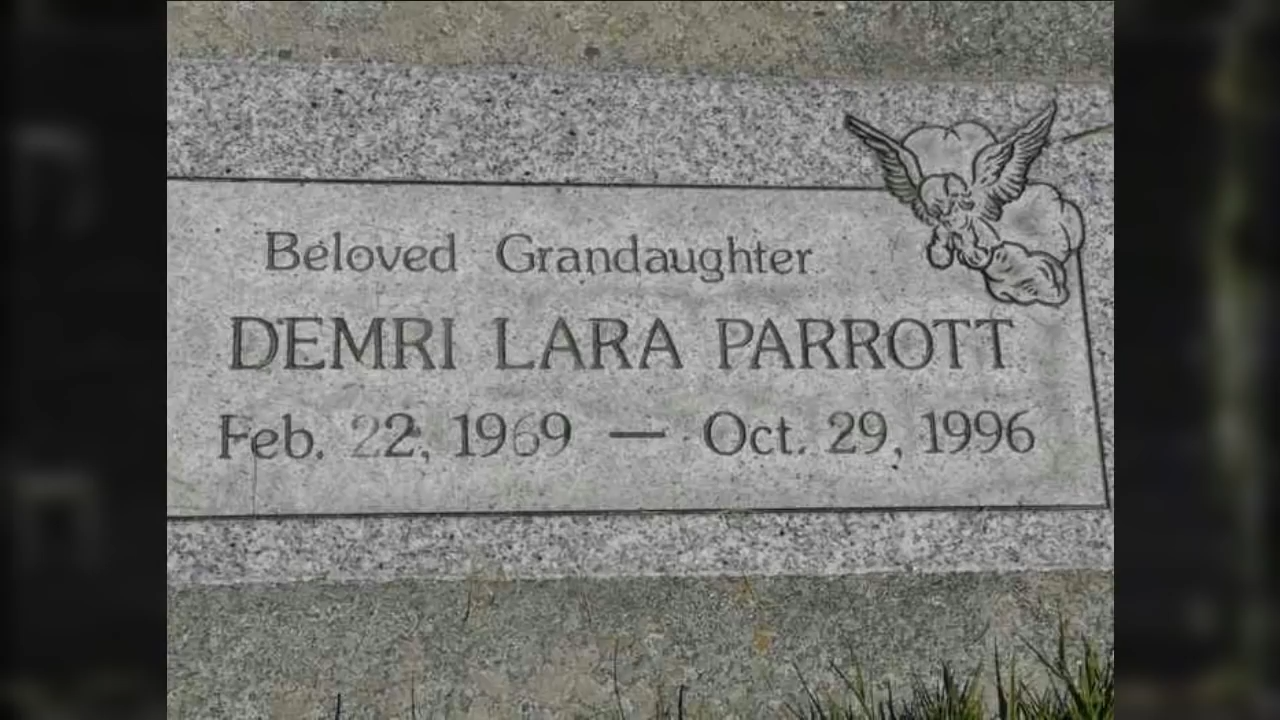 Beloved Grandaughter
DEMRI LARA PARROTT
Feb. 22, 1969 — Oct. 29, 1996